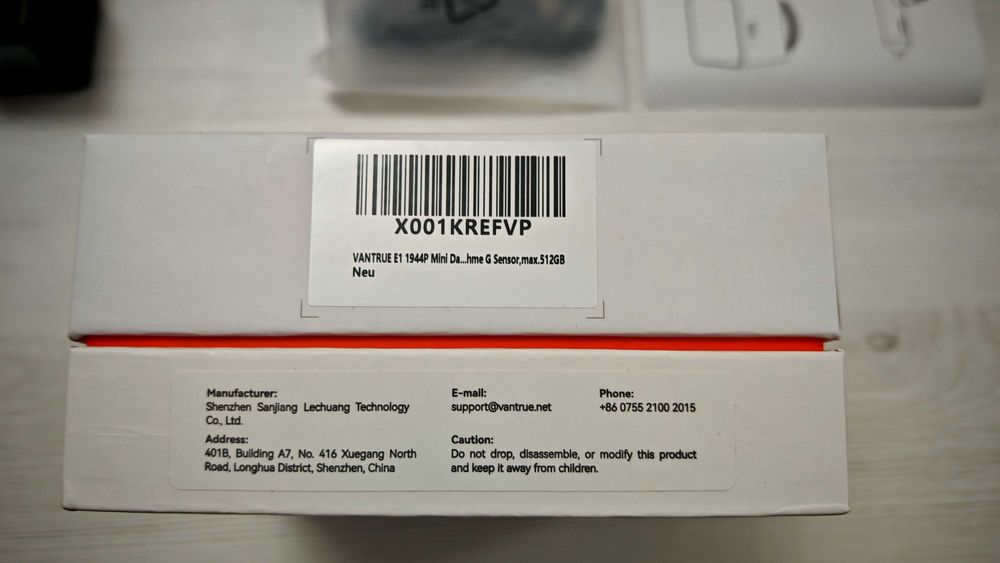 X001KREFVP
VANTRUE E1 1944P Mini Da...hme G Sensor,max.512GB
Neu
Manufacturer:
Shenzhen Sanjiang Lechuang Technology
Co., Ltd.
Address:
401B, Building A7, No. 416 Xuegang North
Road, Longhua District, Shenzhen, China
E-mail:
support@vantrue.net
Caution:
Do not drop, disassemble, or modify this product
and keep it away from children.
Phone:
+86 0755 2100 2015